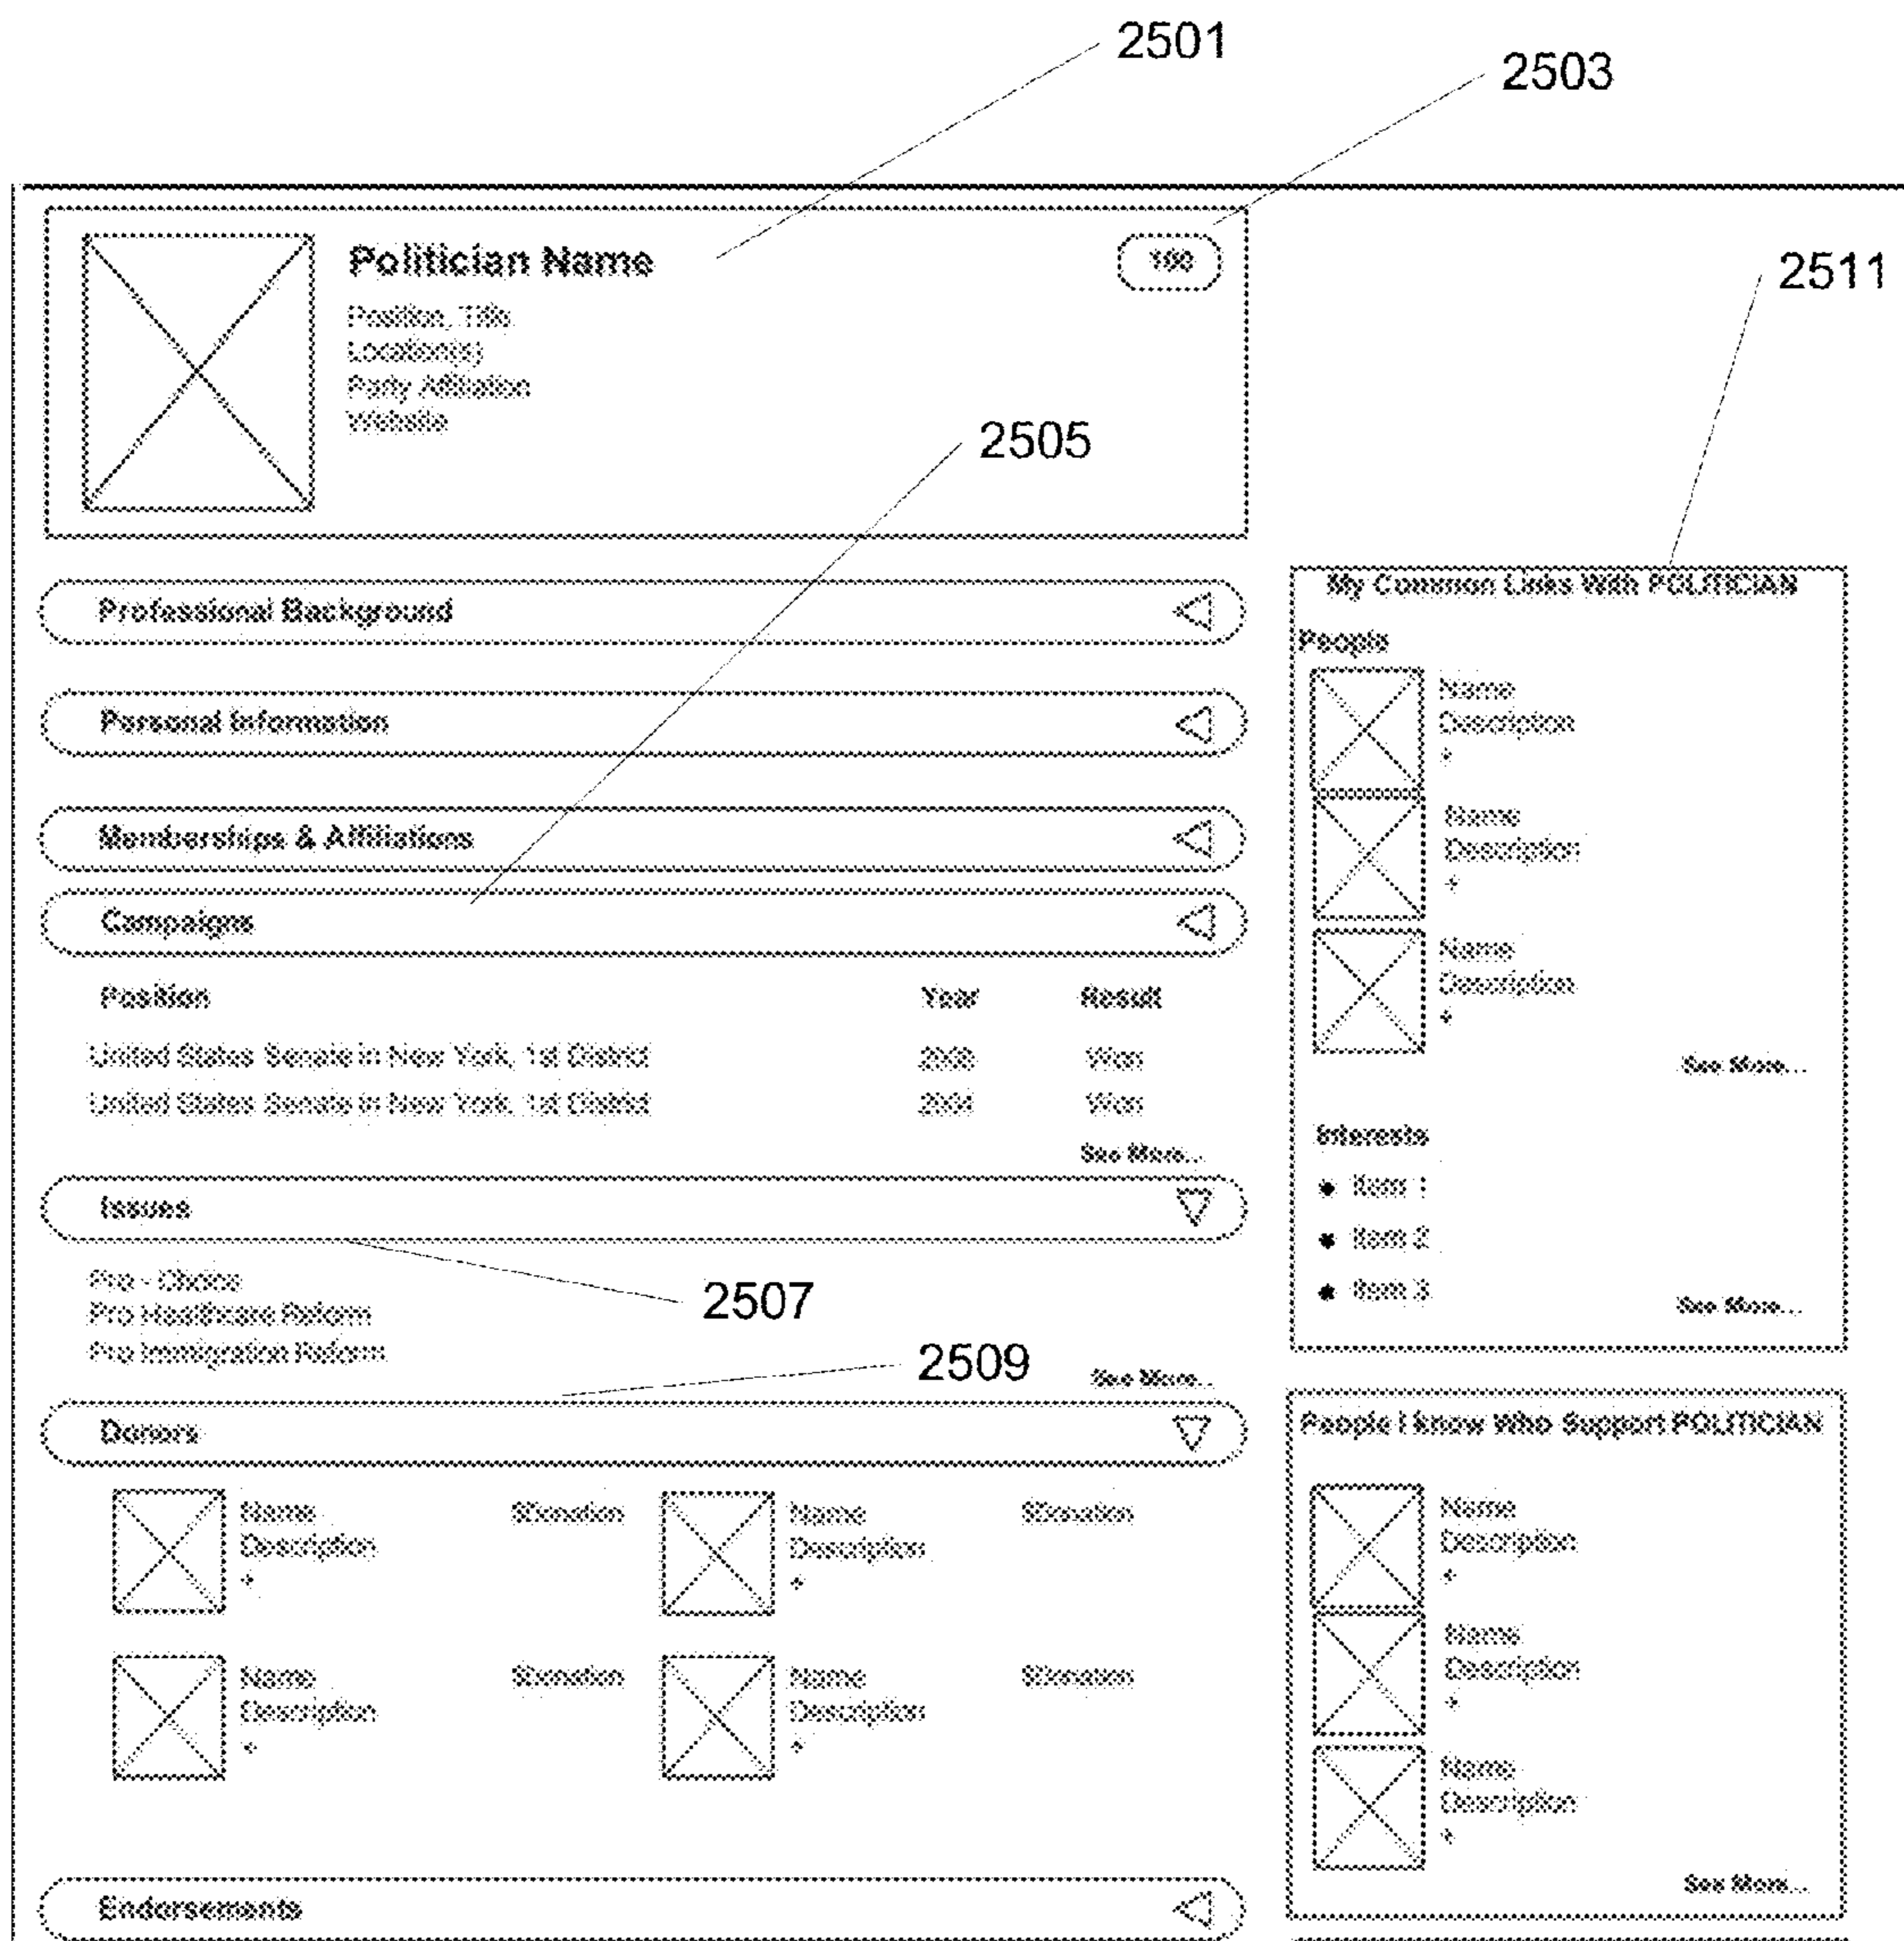 2501
2503
2511
Politician Name
100
Position, Title
Location(s)
Party Affiliation
Website
2505
Professional Background
Personal Information
Memberships & Affiliations
Campaigns
Position Year Result
United States Senate in New York, 1st District Won
United States Senate in New York, 1st District 2004 Won
See More...
Issues
2507
Pro - Choice
Pro Healthcare Reform
Pro Immigration Reform
2509
See More...
Donors
Name $Donation
Description
+
Name $Donation
Description
+
Name $Donation
Description
+
Name $Donation
Description
+
Endorsements
My Common Links With POLITICIAN
People
Name
Description
+
Name
Description
+
Name
Description
+
See More...
Interests
Item 1
Item 2
Item 3
See More...
People I know Who Support POLITICIAN
Name
Description
+
Name
Description
+
Name
Description
+
See More...